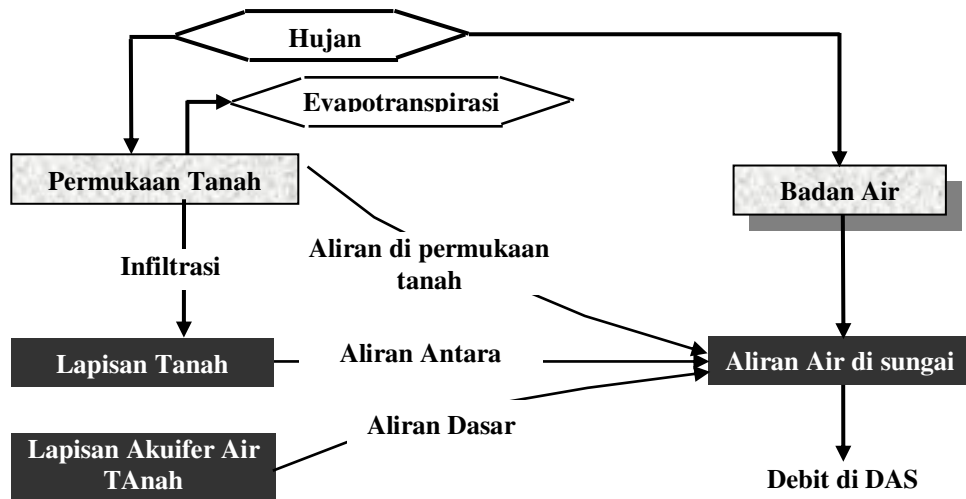 Hujan
Evapotranspirasi
Permukaan Tanah
Badan Air
Infiltrasi
Aliran di permukaan
tanah
Lapisan Tanah
Aliran Antara
Aliran Air di sungai
Aliran Dasar
Lapisan Akuifer Air
TAnah
Debit di DAS